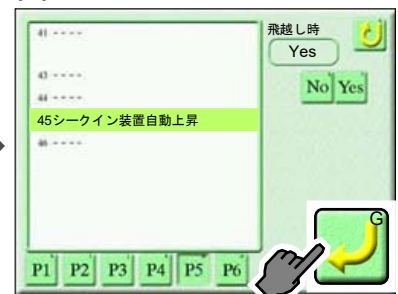 41 ----
43 ----
44 ----
45シークイン装置自動上昇
46 ----
飛越し時
Yes
No Yes
G
P1 P2 P3 P4 P5 P6